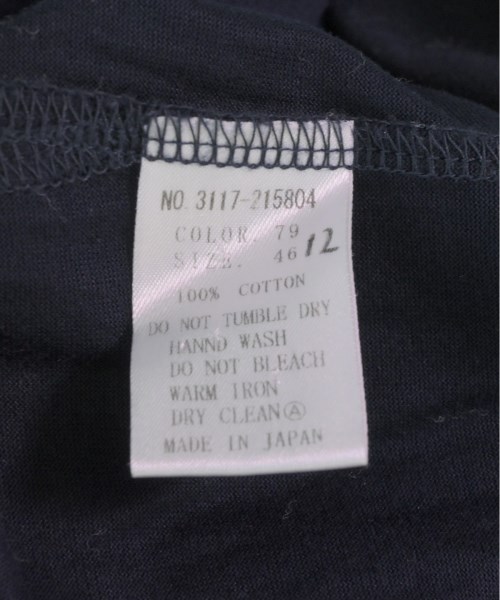 NO. 3117-215804
COLOR. 79
SIZE. 46 12
100% COTTON
DO NOT TUMBLE DRY
HANND WASH
DO NOT BLEACH
WARM IRON
DRY CLEAN Ⓐ
MADE IN JAPAN